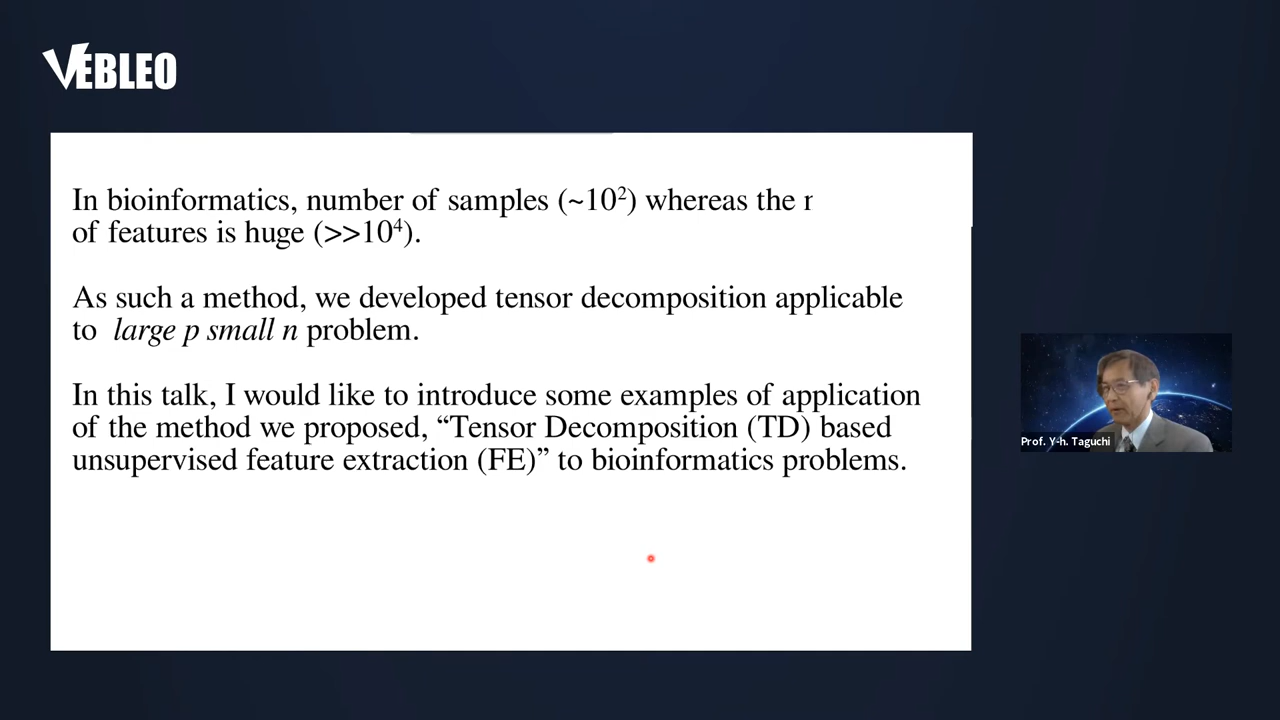 VEBLEO
In bioinformatics, number of samples (~10²) whereas the
of features is huge (>>10⁴).
As such a method, we developed tensor decomposition applicable
to large p small n problem.
In this talk, I would like to introduce some examples of application
of the method we proposed, “Tensor Decomposition (TD) based
unsupervised feature extraction (FE)” to bioinformatics problems.
Prof. Y-h. Taguchi